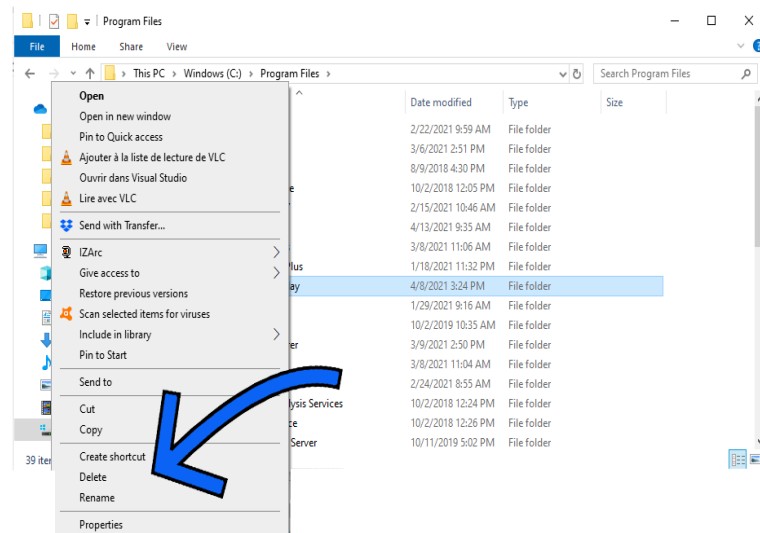 Program Files
File Home Share View
This PC > Windows (C:) > Program Files >
Search Program Files
Date modified Type Size
Open
Open in new window
Pin to Quick access
Ajouter à la liste de lecture de VLC
Ouvrir dans Visual Studio
Lire avec VLC
Send with Transfer...
IZArc
Give access to
Restore previous versions
Scan selected items for viruses
Include in library
Pin to Start
Send to
Cut
Copy
Create shortcut
Delete
Rename
Properties
2/22/2021 9:59 AM File folder
3/6/2021 2:51 PM File folder
8/9/2018 4:30 PM File folder
e 10/2/2018 12:05 PM File folder
2/15/2021 10:46 AM File folder
4/13/2021 9:35 AM File folder
3/8/2021 11:06 AM File folder
lus 1/18/2021 11:32 PM File folder
ay 4/8/2021 3:24 PM File folder
1/29/2021 9:16 AM File folder
10/2/2019 10:35 AM File folder
er 3/9/2021 2:50 PM File folder
3/8/2021 11:04 AM File folder
2/24/2021 8:55 AM File folder
lysis Services 10/2/2018 12:24 PM File folder
ce 10/2/2018 12:26 PM File folder
Server 10/11/2019 5:02 PM File folder
39 iter